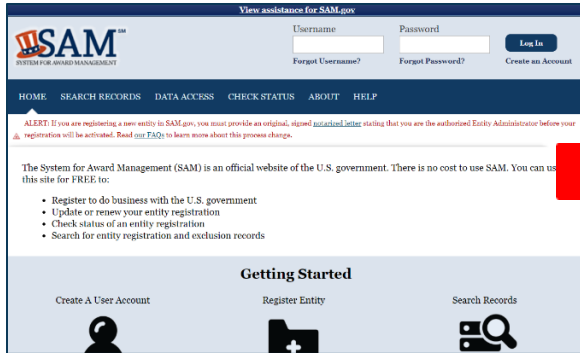 View assistance for SAM.gov
Username Password
SAM SM
SYSTEM FOR AWARD MANAGEMENT
Log In
Forgot Username? Forgot Password? Create an Account
HOME SEARCH RECORDS DATA ACCESS CHECK STATUS ABOUT HELP
ALERT: If you are registering a new entity in SAM.gov, you must provide an original, signed notarized letter stating that you are the authorized Entity Administrator before your
registration will be activated. Read our FAQs to learn more about this process change.
The System for Award Management (SAM) is an official website of the U.S. government. There is no cost to use SAM. You can us
this site for FREE to:
• Register to do business with the U.S. government
• Update or renew your entity registration
• Check status of an entity registration
• Search for entity registration and exclusion records
Getting Started
Create A User Account Register Entity Search Records